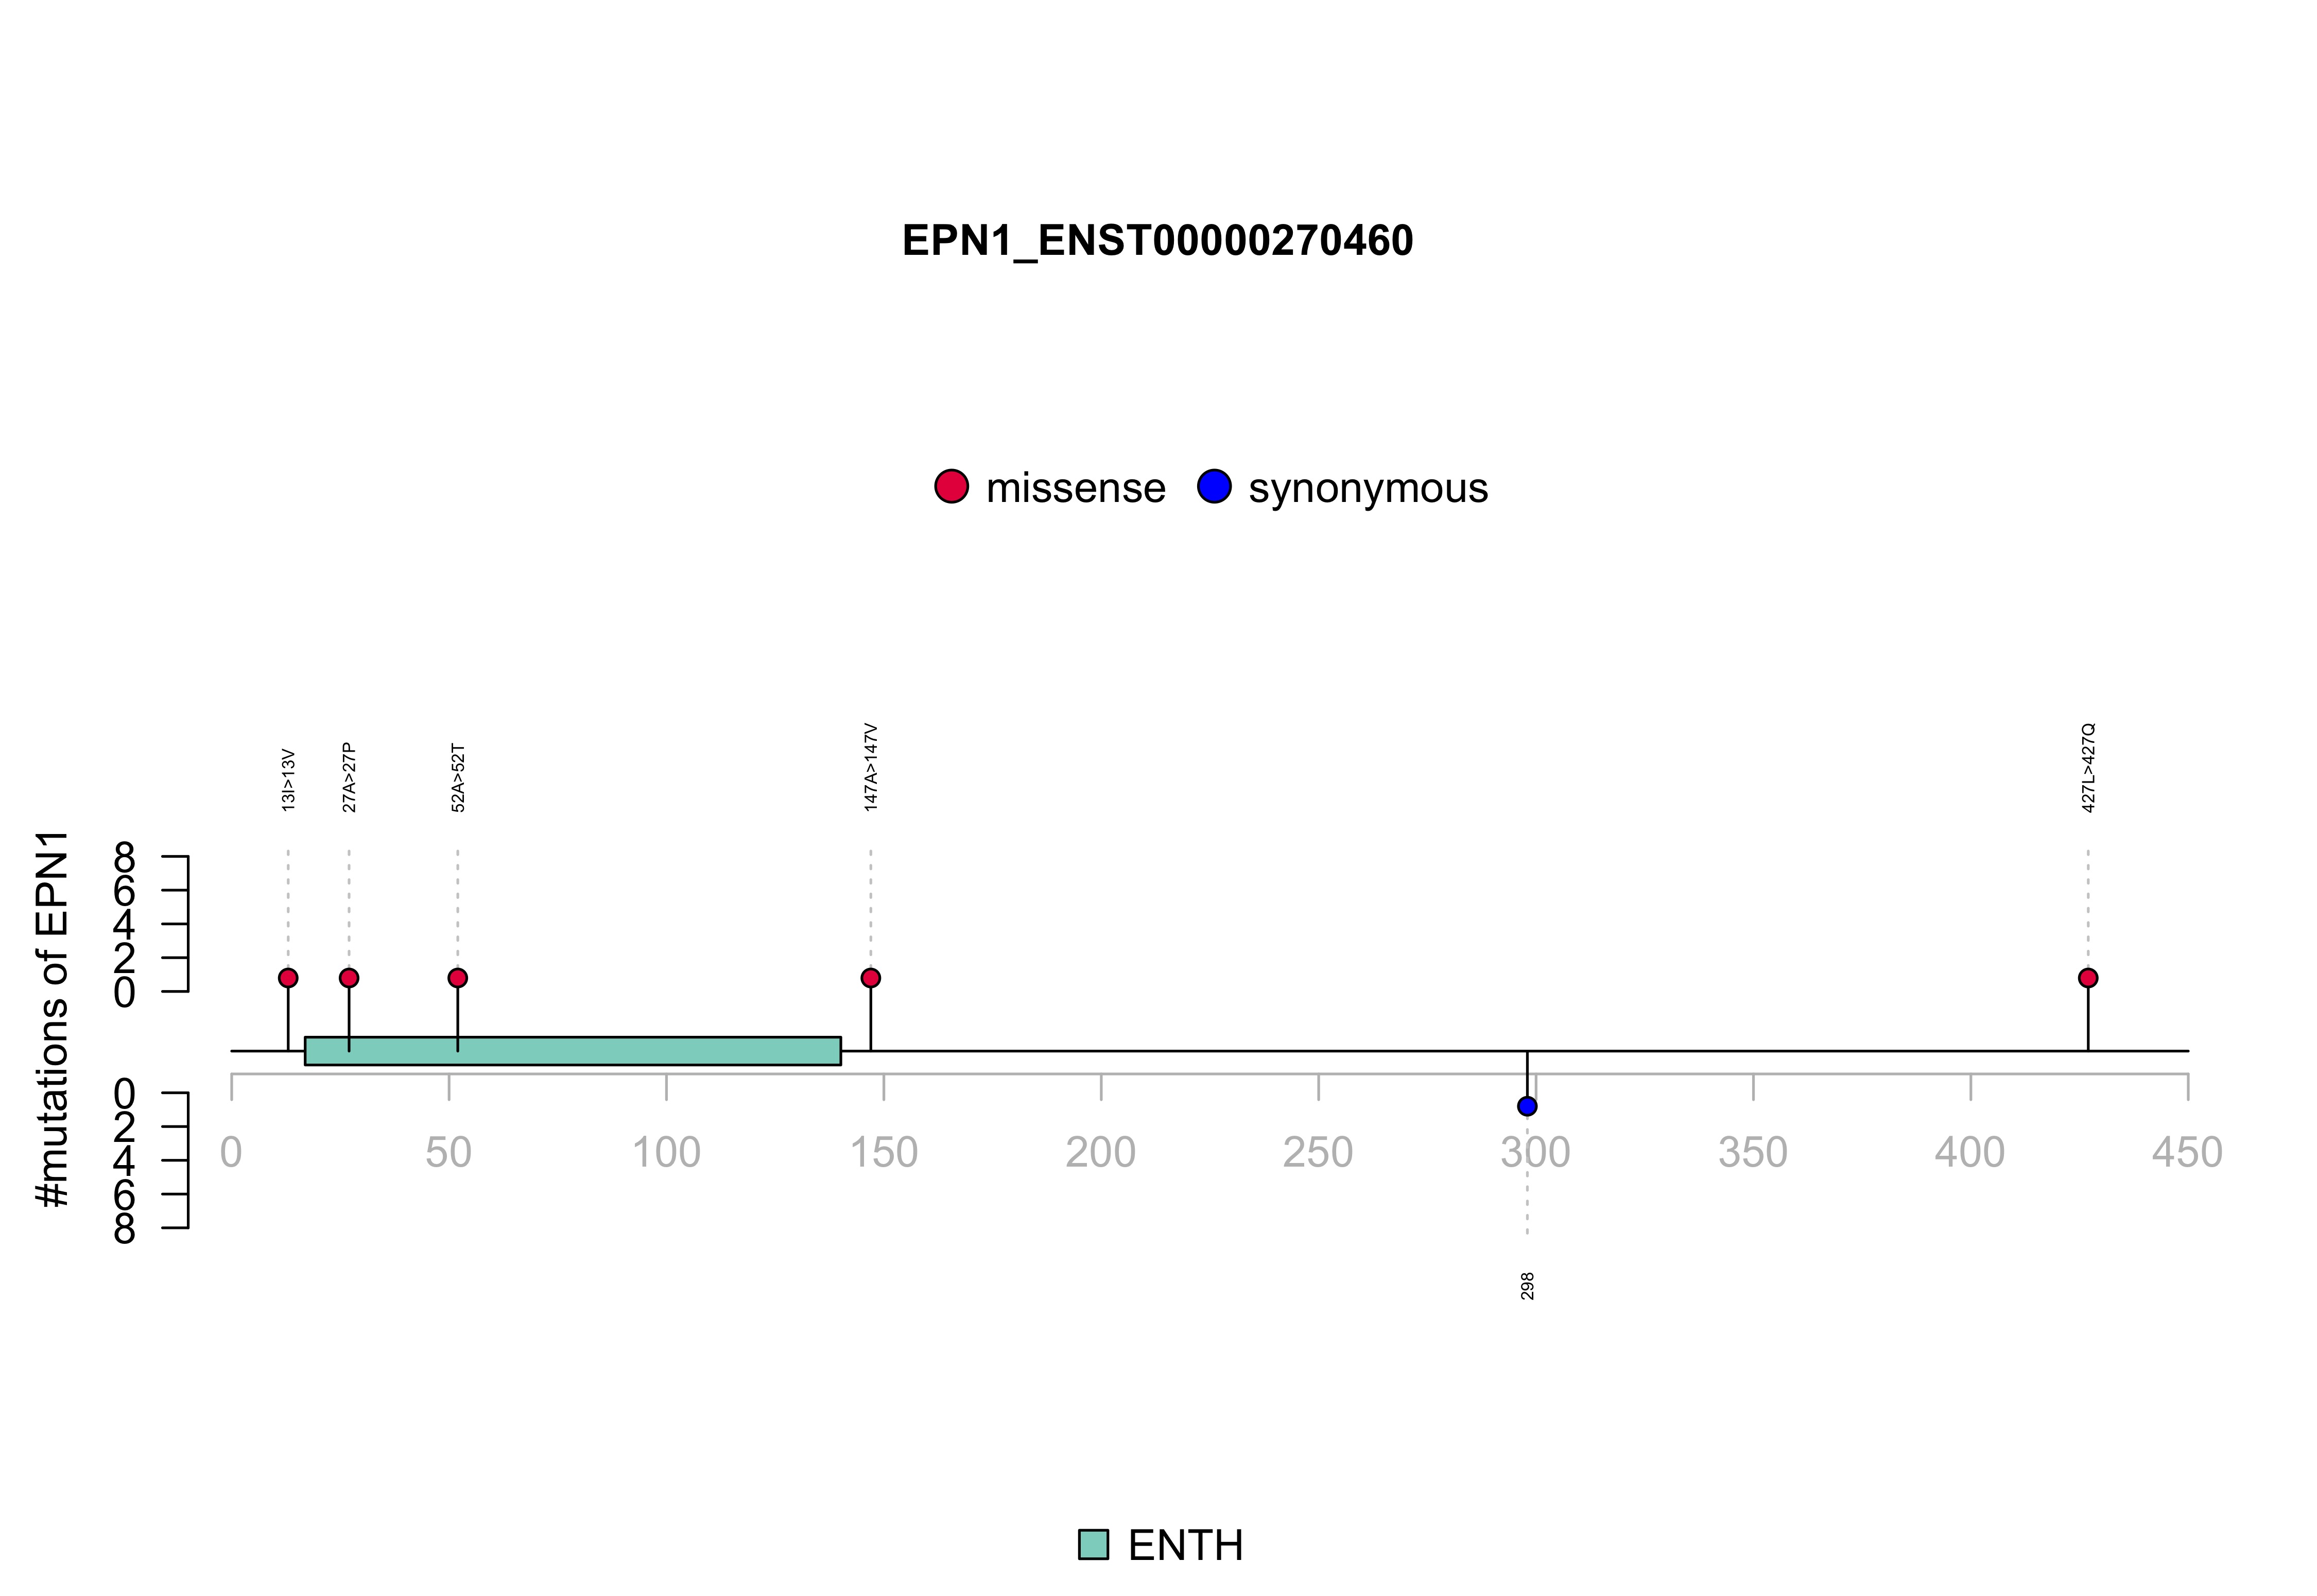 EPN1_ENST00000270460
missense synonymous
13I>13V
27A>27P
52A>52T
147A>147V
427L>427Q
#mutations of EPN1
8
6
4
2
0
0
2
4
6
8
0 50 100 150 200 250 300 350 400 450
298
ENTH